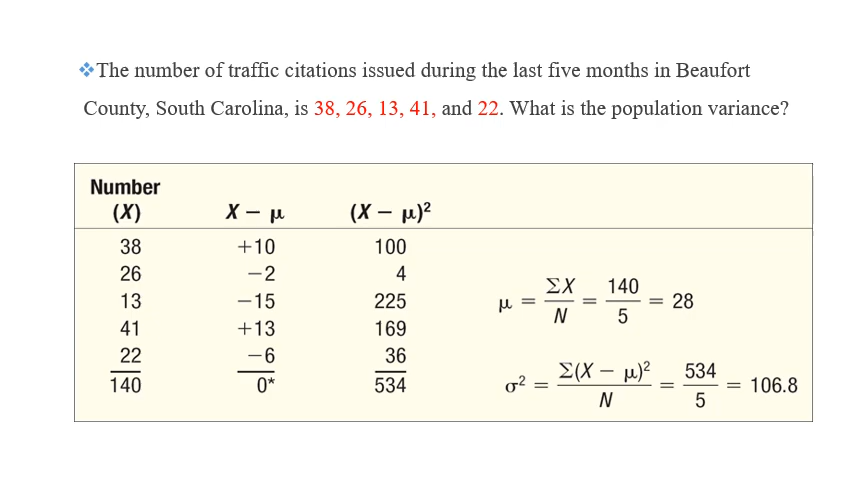 ❖The number of traffic citations issued during the last five months in Beaufort
County, South Carolina, is 38, 26, 13, 41, and 22. What is the population variance?
Number
(X) X − μ (X − μ)²
38 +10 100
26 −2 4
13 −15 225
41 +13 169
22 −6 36
140 0* 534
μ = ΣX / N = 140 / 5 = 28
σ² = Σ(X − μ)² / N = 534 / 5 = 106.8